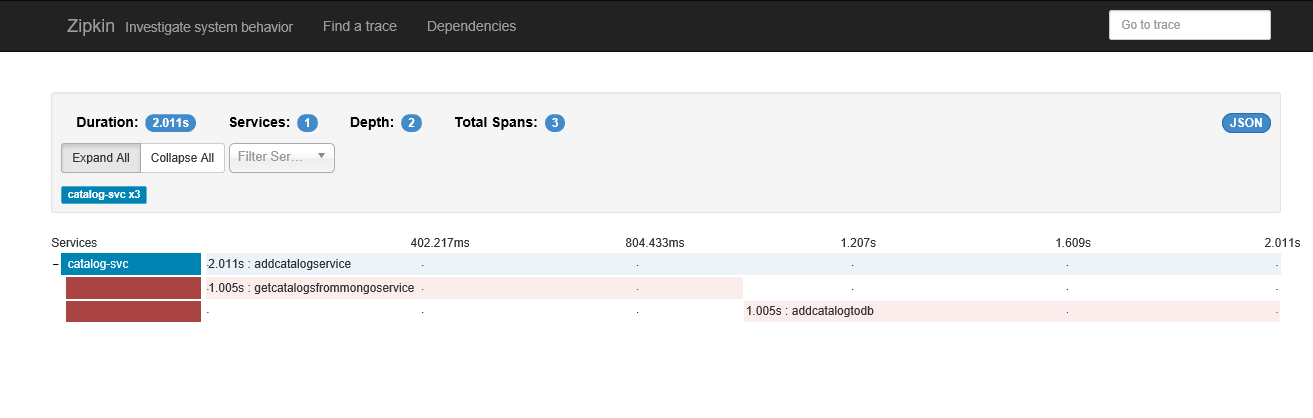 Zipkin Investigate system behavior Find a trace Dependencies Go to trace
Duration: 2.011s Services: 1 Depth: 2 Total Spans: 3 JSON
Expand All Collapse All Filter Ser...
catalog-svc x3
Services 402.217ms 804.433ms 1.207s 1.609s 2.011s
- catalog-svc 2.011s : addcatalogservice
1.005s : getcatalogsfrommongoservice
1.005s : addcatalogtodb